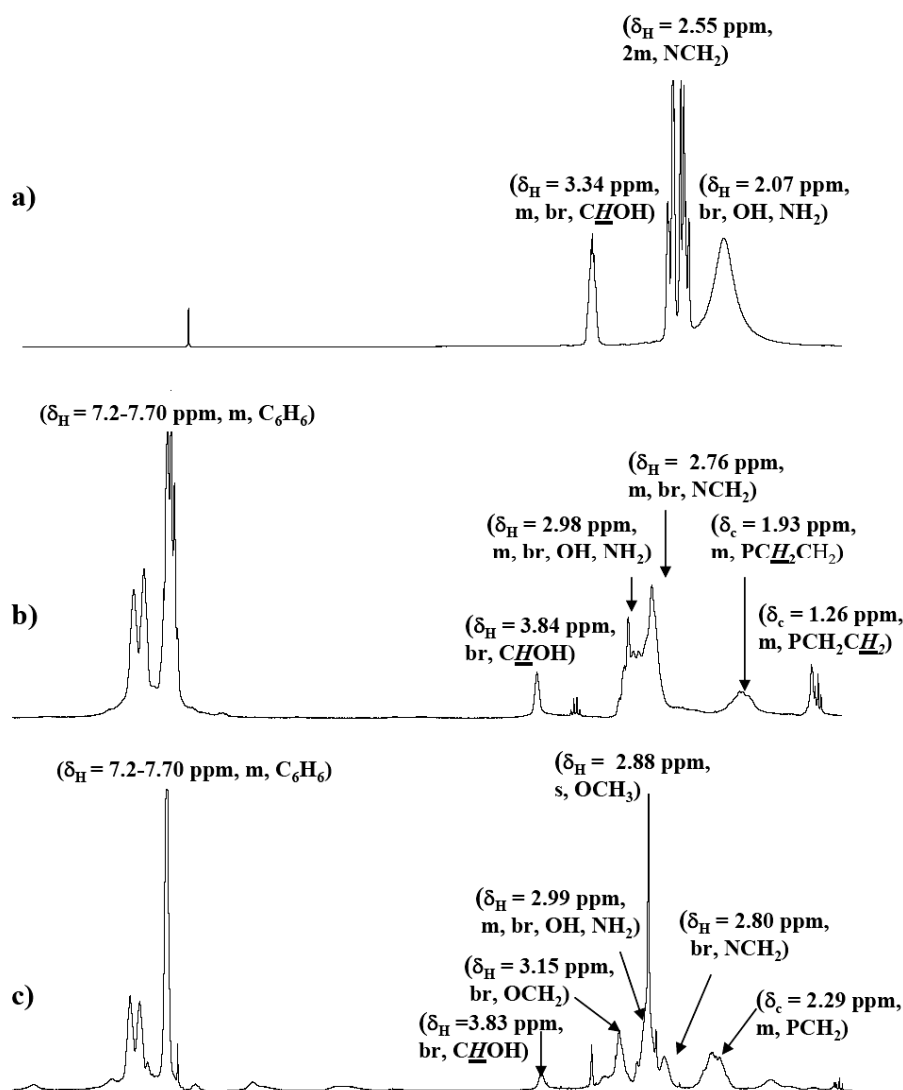 (δH = 2.55 ppm,
2m, NCH2)
a)
(δH = 3.34 ppm,
m, br, CHOH)
(δH = 2.07 ppm,
br, OH, NH2)
(δH = 7.2-7.70 ppm, m, C6H6)
(δH = 2.76 ppm,
m, br, NCH2)
(δH = 2.98 ppm,
m, br, OH, NH2)
(δc = 1.93 ppm,
m, PCH2CH2)
b)
(δH = 3.84 ppm,
br, CHOH)
(δc = 1.26 ppm,
m, PCH2CH2)
(δH = 7.2-7.70 ppm, m, C6H6)
(δH = 2.88 ppm,
s, OCH3)
(δH = 2.99 ppm,
m, br, OH, NH2)
(δH = 2.80 ppm,
br, NCH2)
(δH = 3.15 ppm,
br, OCH2)
c)
(δH =3.83 ppm,
br, CHOH)
(δc = 2.29 ppm,
m, PCH2)